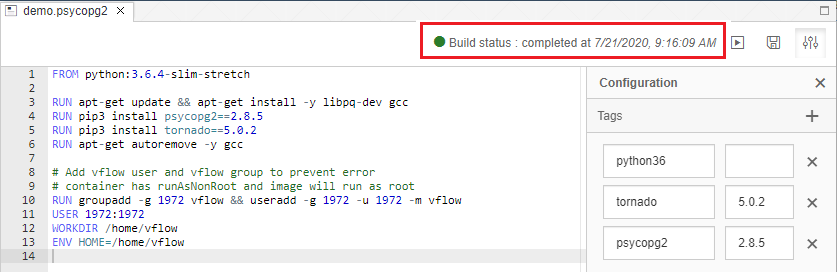 demo.psycopg2
Build status : completed at 7/21/2020, 9:16:09 AM
1 FROM python:3.6.4-slim-stretch
2
3 RUN apt-get update && apt-get install -y libpq-dev gcc
4 RUN pip3 install psycopg2==2.8.5
5 RUN pip3 install tornado==5.0.2
6 RUN apt-get autoremove -y gcc
7
8 # Add vflow user and vflow group to prevent error
9 # container has runAsNonRoot and image will run as root
10 RUN groupadd -g 1972 vflow && useradd -g 1972 -u 1972 -m vflow
11 USER 1972:1972
12 WORKDIR /home/vflow
13 ENV HOME=/home/vflow
14
Configuration
Tags
python36
tornado 5.0.2
psycopg2 2.8.5